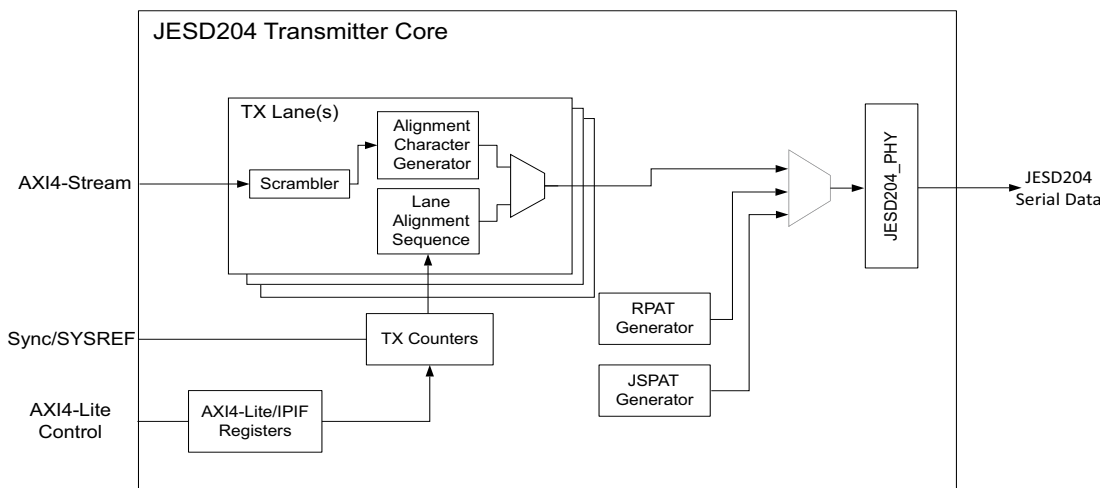 JESD204 Transmitter Core
TX Lane(s)
Alignment
Character
Generator
AXI4-Stream
Scrambler
Lane
Alignment
Sequence
JESD204_PHY
JESD204
Serial Data
Sync/SYSREF
TX Counters
RPAT
Generator
JSPAT
Generator
AXI4-Lite
Control
AXI4-Lite/IPIF
Registers